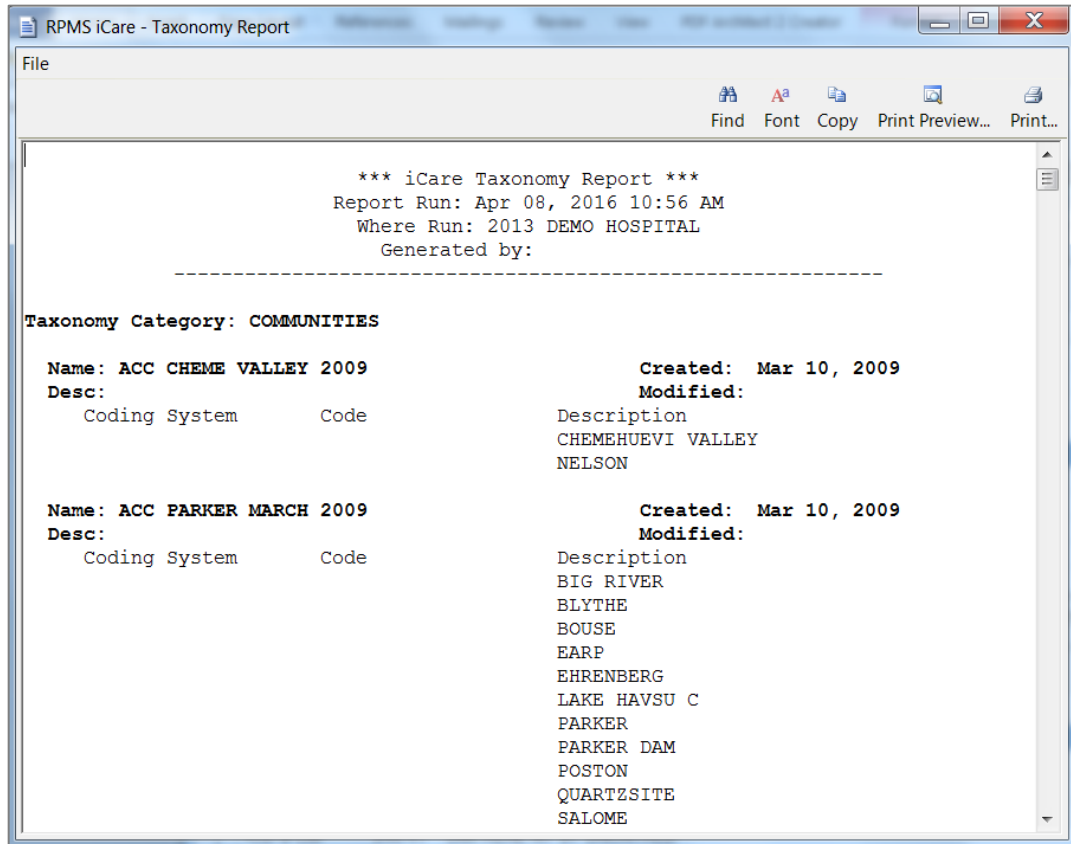 RPMS iCare - Taxonomy Report
File
Find Font Copy Print Preview... Print...
*** iCare Taxonomy Report ***
Report Run: Apr 08, 2016 10:56 AM
Where Run: 2013 DEMO HOSPITAL
Generated by:
------------------------------------------------------------
Taxonomy Category: COMMUNITIES
Name: ACC CHEME VALLEY 2009 Created: Mar 10, 2009
Desc: Modified:
Coding System Code Description
CHEMEHUEVI VALLEY
NELSON
Name: ACC PARKER MARCH 2009 Created: Mar 10, 2009
Desc: Modified:
Coding System Code Description
BIG RIVER
BLYTHE
BOUSE
EARP
EHRENBERG
LAKE HAVSU C
PARKER
PARKER DAM
POSTON
QUARTZSITE
SALOME